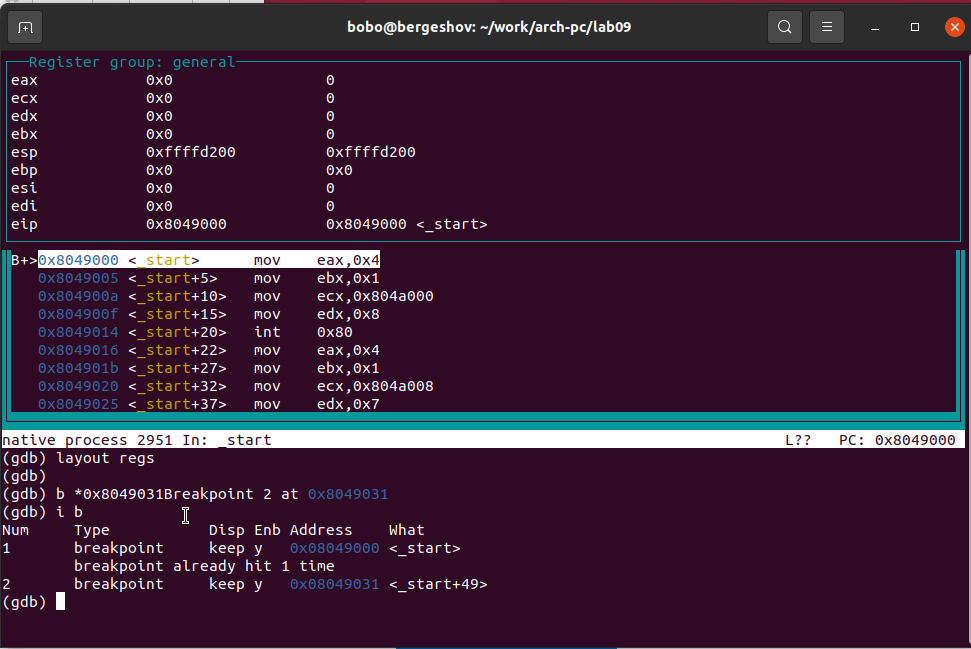 bobo@bergeshov: ~/work/arch-pc/lab09
Register group: general
eax            0x0                 0
ecx            0x0                 0
edx            0x0                 0
ebx            0x0                 0
esp            0xffffd200          0xffffd200
ebp            0x0                 0x0
esi            0x0                 0
edi            0x0                 0
eip            0x8049000           0x8049000 <_start>
B+>0x8049000 <_start>      mov    eax,0x4
0x8049005 <_start+5>    mov    ebx,0x1
0x804900a <_start+10>   mov    ecx,0x804a000
0x804900f <_start+15>   mov    edx,0x8
0x8049014 <_start+20>   int    0x80
0x8049016 <_start+22>   mov    eax,0x4
0x804901b <_start+27>   mov    ebx,0x1
0x8049020 <_start+32>   mov    ecx,0x804a008
0x8049025 <_start+37>   mov    edx,0x7
native process 2951 In: _start                    L??   PC: 0x8049000
(gdb) layout regs
(gdb)
(gdb) b *0x8049031Breakpoint 2 at 0x8049031
(gdb) i b
Num     Type           Disp Enb Address    What
1       breakpoint     keep y   0x08049000 <_start>
        breakpoint already hit 1 time
2       breakpoint     keep y   0x08049031 <_start+49>
(gdb)